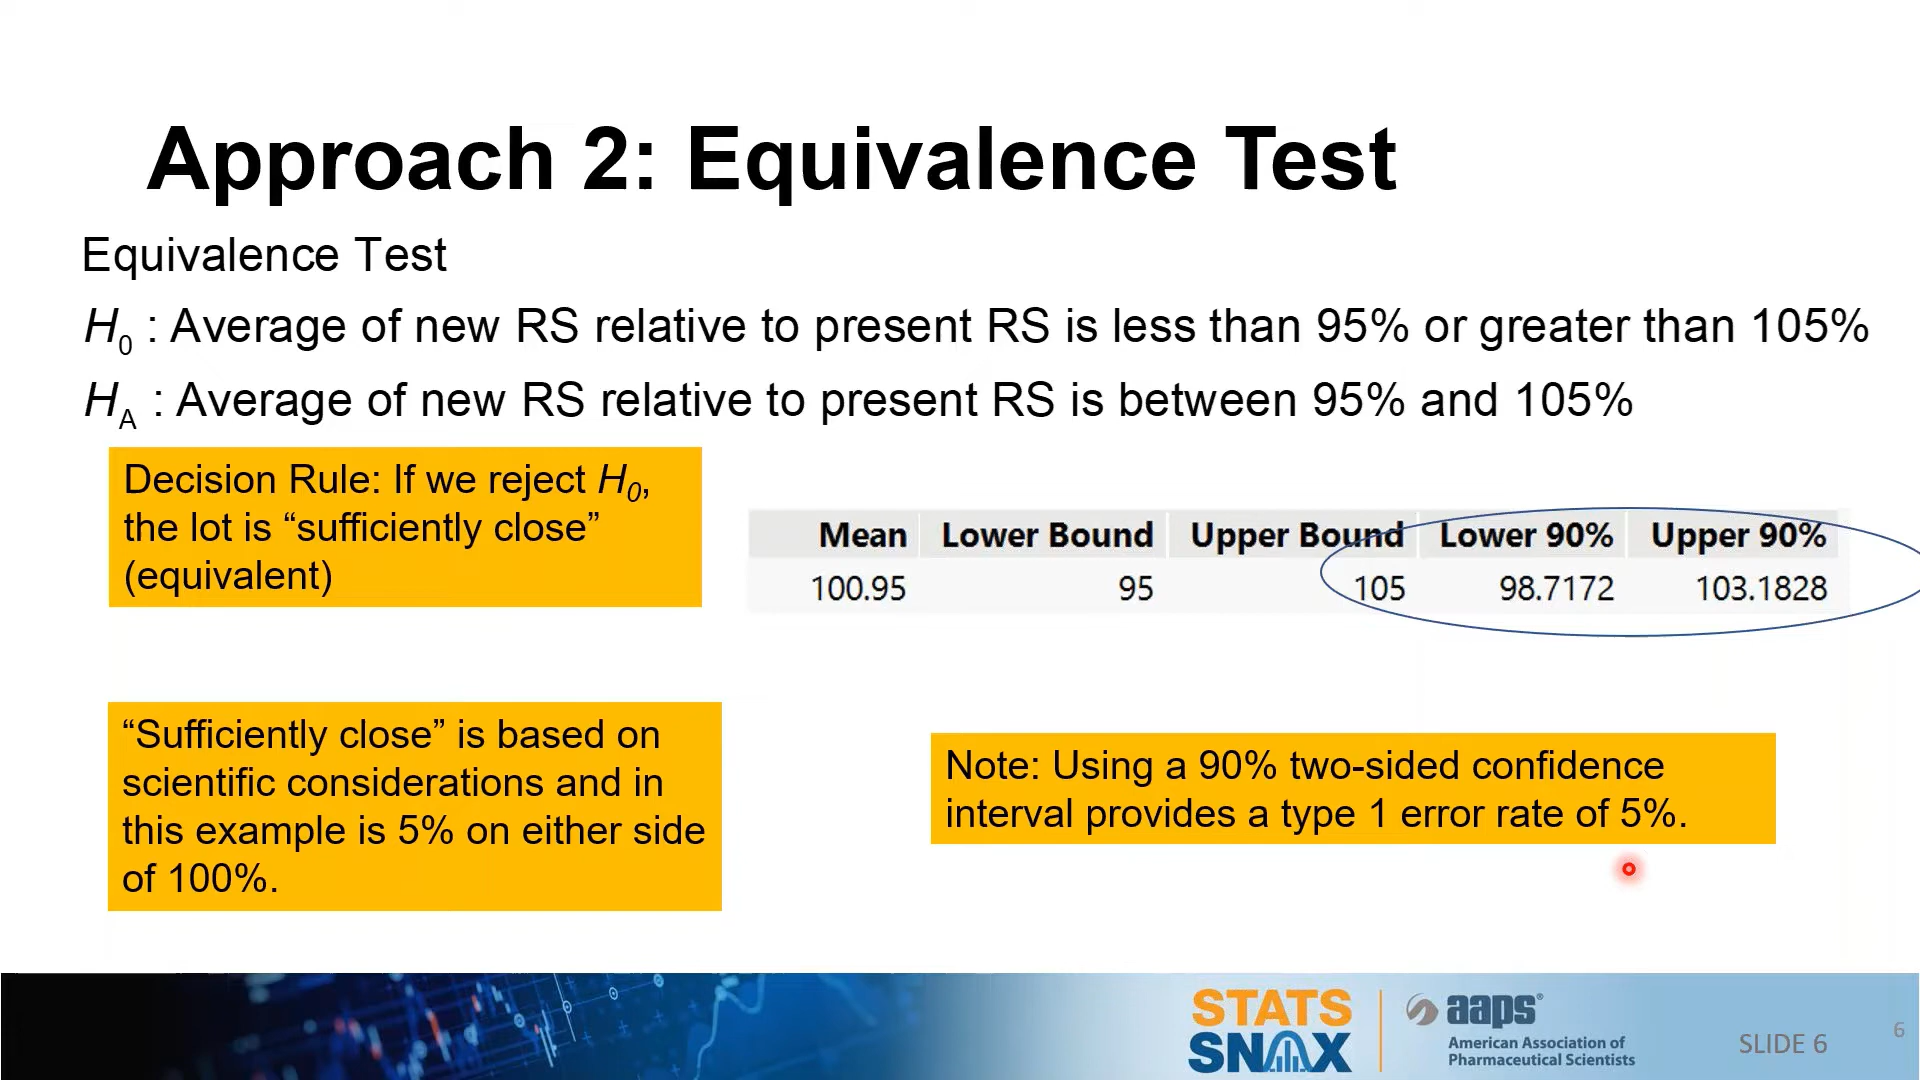 Approach 2: Equivalence Test
Equivalence Test
H0 : Average of new RS relative to present RS is less than 95% or greater than 105%
HA : Average of new RS relative to present RS is between 95% and 105%
Decision Rule: If we reject H0,
the lot is “sufficiently close”
(equivalent)
Mean Lower Bound Upper Bound Lower 90% Upper 90%
100.95 95 105 98.7172 103.1828
“Sufficiently close” is based on
scientific considerations and in
this example is 5% on either side
of 100%.
Note: Using a 90% two-sided confidence
interval provides a type 1 error rate of 5%.
STATS
SNAX
aaps®
American Association of
Pharmaceutical Scientists
SLIDE 6
6